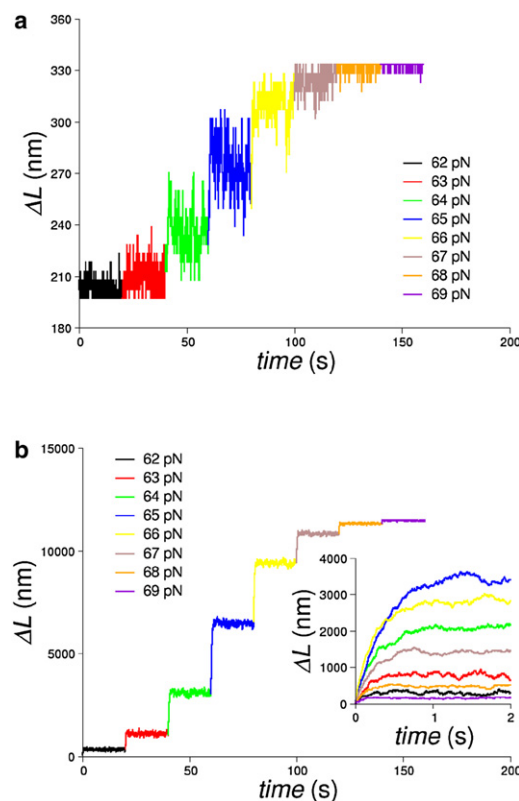 a
360
330
300
270
240
210
180
ΔL (nm)
62 pN
63 pN
64 pN
65 pN
66 pN
67 pN
68 pN
69 pN
0 50 100 150 200
time (s)
b
15000
10000
5000
0
ΔL (nm)
62 pN
63 pN
64 pN
65 pN
66 pN
67 pN
68 pN
69 pN
4000
3000
2000
1000
0
ΔL (nm)
0 1 2
time (s)
0 50 100 150 200
time (s)